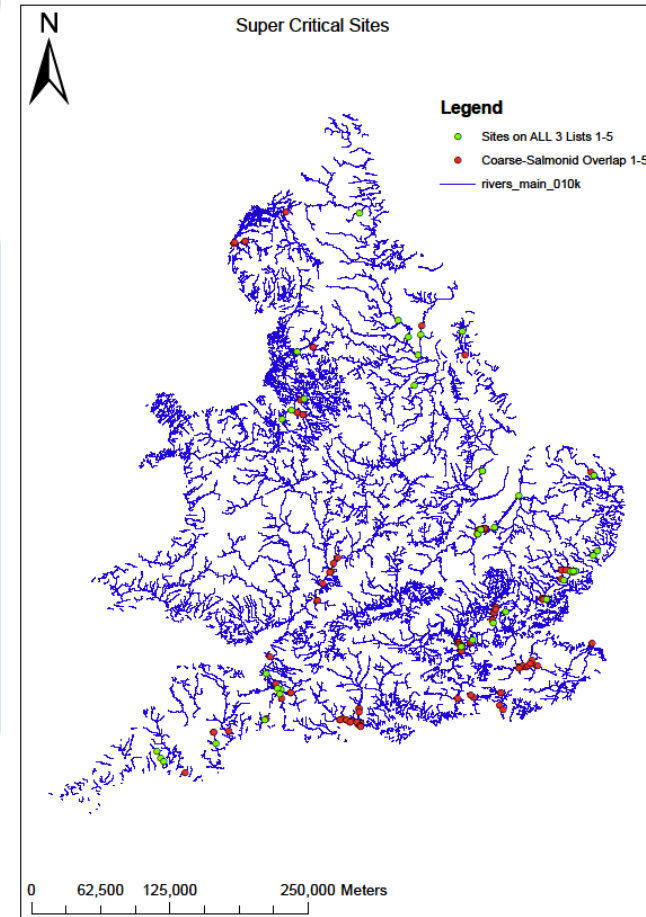 N
Super Critical Sites
Legend
Sites on ALL 3 Lists 1-5
Coarse-Salmonid Overlap 1-5
rivers_main_010k
0 62,500 125,000 250,000 Meters